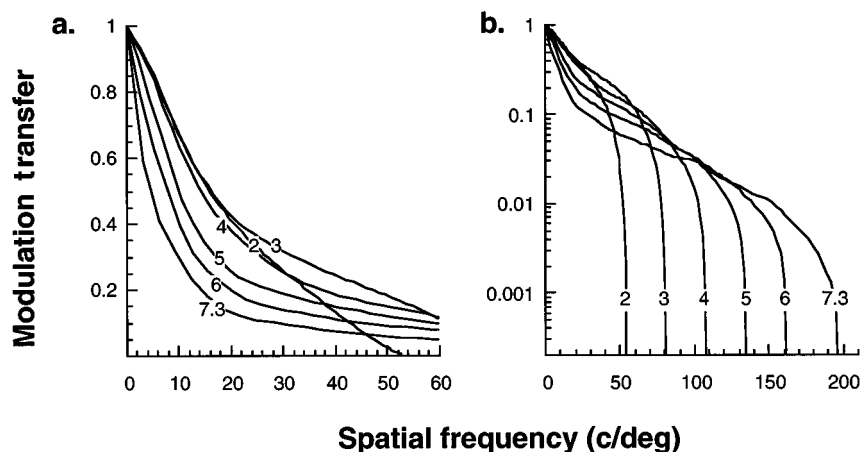 a.
b.
Modulation transfer
1
0.8
0.6
0.4
0.2
0 10 20 30 40 50 60
4 2 3
5
6
7.3
1
0.1
0.01
0.001
2 3 4 5 6 7.3
0 50 100 150 200
Spatial frequency (c/deg)